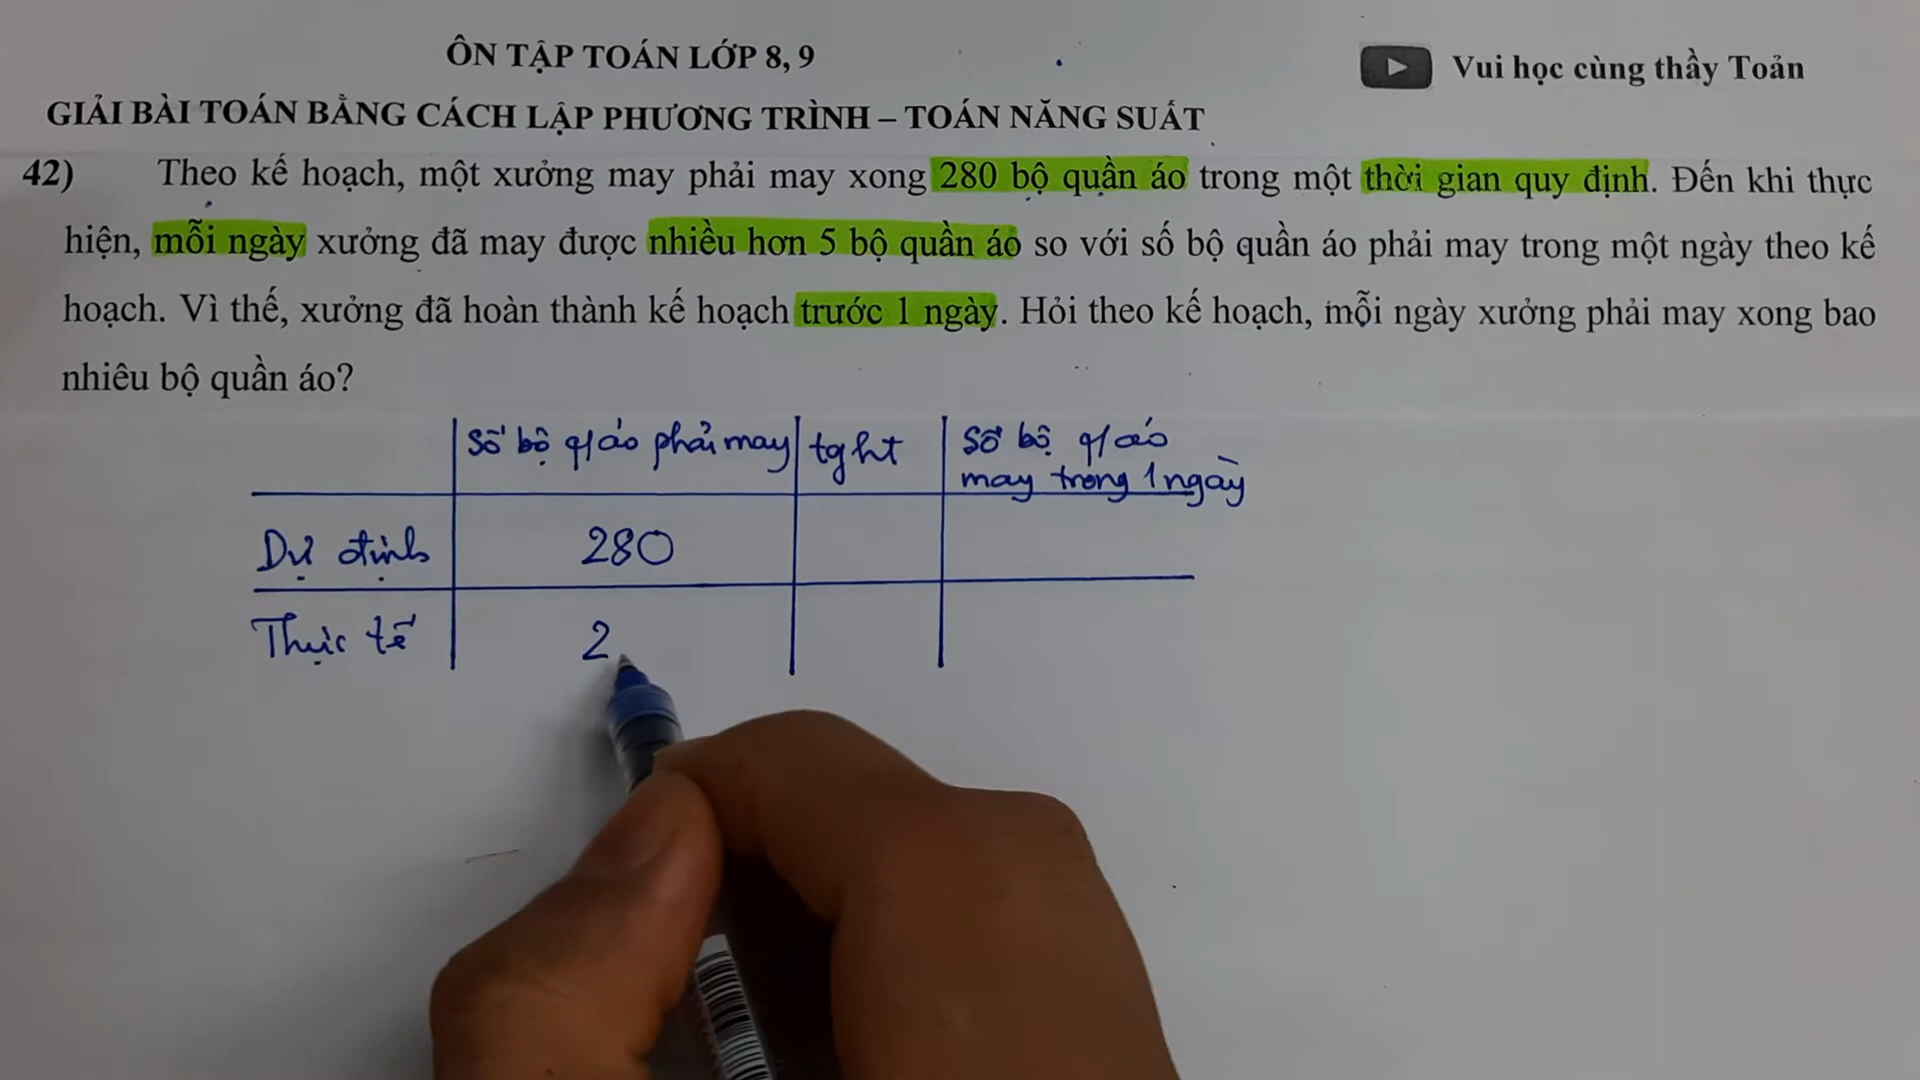 ÔN TẬP TOÁN LỚP 8, 9
Vui học cùng thầy Toản
GIẢI BÀI TOÁN BẰNG CÁCH LẬP PHƯƠNG TRÌNH – TOÁN NĂNG SUẤT
42) Theo kế hoạch, một xưởng may phải may xong 280 bộ quần áo trong một thời gian quy định. Đến khi thực
hiện, mỗi ngày xưởng đã may được nhiều hơn 5 bộ quần áo so với số bộ quần áo phải may trong một ngày theo kế
hoạch. Vì thế, xưởng đã hoàn thành kế hoạch trước 1 ngày. Hỏi theo kế hoạch, mỗi ngày xưởng phải may xong bao
nhiêu bộ quần áo?
Số bộ q/áo phải may tght Số bộ q/áo
may trong 1 ngày
Dự định 280
Thực tế 2